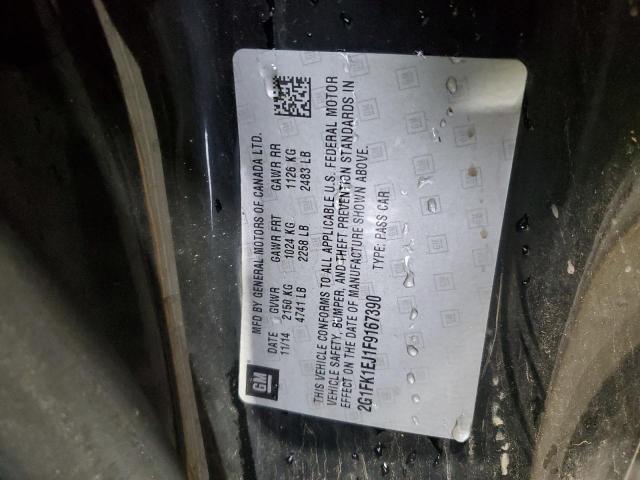 GM
MFD BY GENERAL MOTORS OF CANADA LTD.
DATE GVWR GAWR FRT GAWR RR
11/14 2150 KG 1024 KG 1126 KG
4741 LB 2258 LB 2483 LB
THIS VEHICLE CONFORMS TO ALL APPLICABLE U.S. FEDERAL MOTOR
VEHICLE SAFETY, BUMPER, AND THEFT PREVENTION STANDARDS IN
EFFECT ON THE DATE OF MANUFACTURE SHOWN ABOVE.
2G1FK1EJ1F9167390 TYPE: PASS CAR